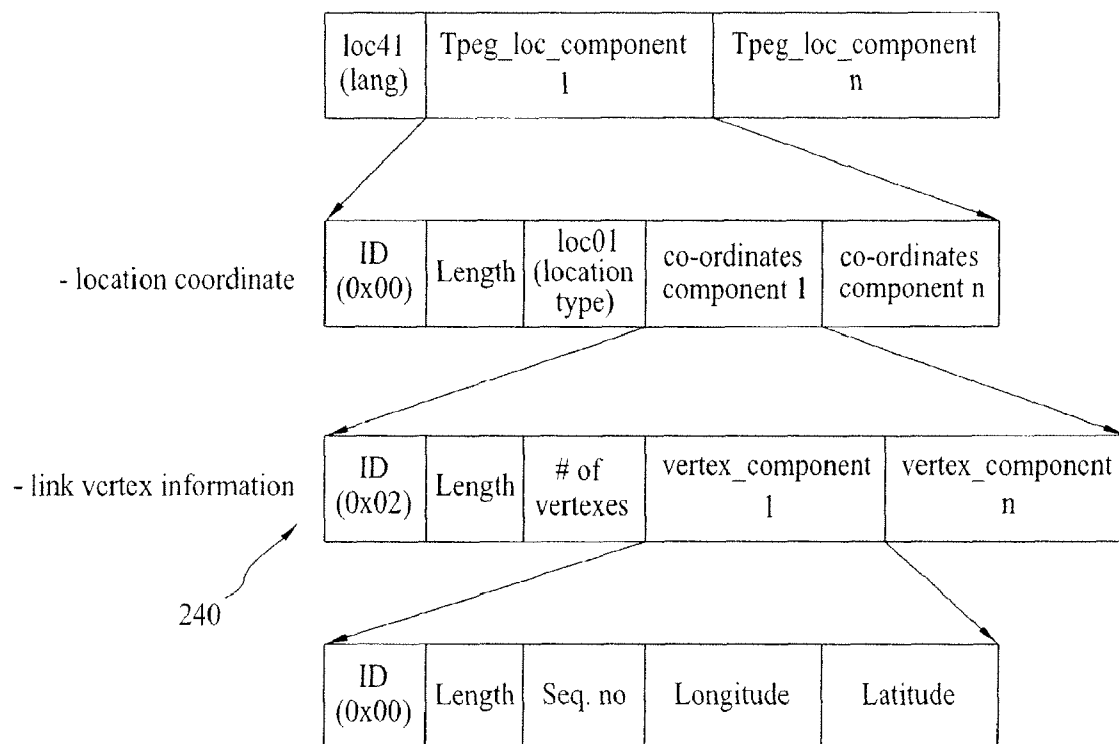 loc41
(lang)
Tpeg_loc_component
1
Tpeg_loc_component
n
- location coordinate
ID
(0x00)
Length
loc01
(location
type)
co-ordinates
component 1
co-ordinates
component n
- link vertex information
ID
(0x02)
Length
# of
vertexes
vertex_component
1
vertex_component
n
240
ID
(0x00)
Length
Seq. no
Longitude
Latitude